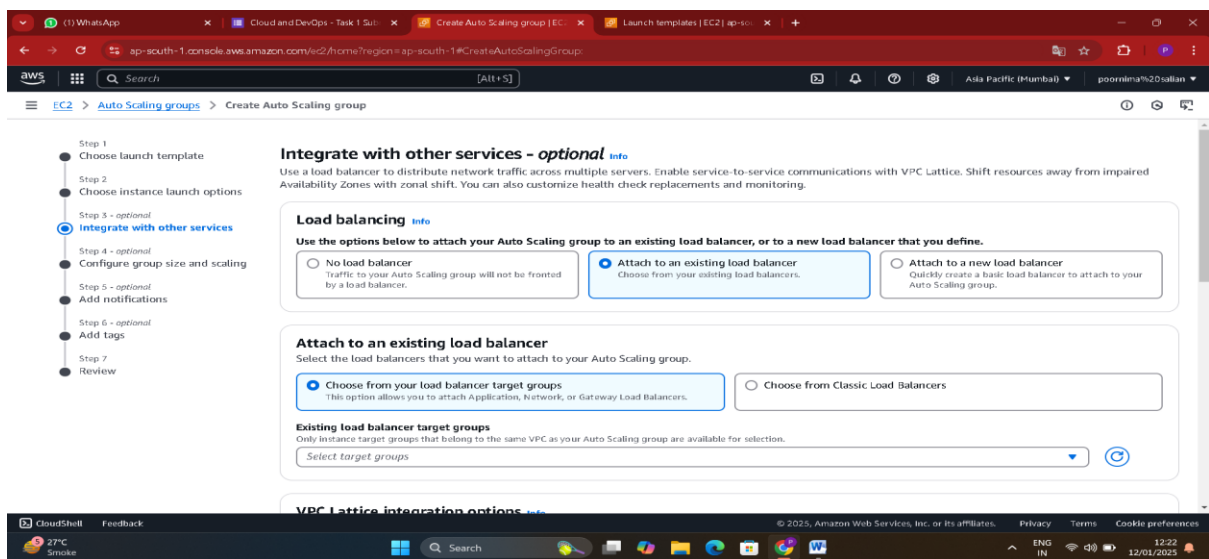 (1) WhatsApp
Cloud and DevOps - Task 1 Sub
Create Auto Scaling group | EC
Launch templates | EC2 | ap-sou
ap-south-1.console.aws.amazon.com/ec2/home?region=ap-south-1#CreateAutoScalingGroup:
P
aws
Search
[Alt+S]
Asia Pacific (Mumbai)
poornima%20salian
EC2 > Auto Scaling groups > Create Auto Scaling group
Step 1
Choose launch template
Step 2
Choose instance launch options
Step 3 - optional
Integrate with other services
Step 4 - optional
Configure group size and scaling
Step 5 - optional
Add notifications
Step 6 - optional
Add tags
Step 7
Review
Integrate with other services - optional Info
Use a load balancer to distribute network traffic across multiple servers. Enable service-to-service communications with VPC Lattice. Shift resources away from impaired
Availability Zones with zonal shift. You can also customize health check replacements and monitoring.
Load balancing Info
Use the options below to attach your Auto Scaling group to an existing load balancer, or to a new load balancer that you define.
No load balancer
Traffic to your Auto Scaling group will not be fronted
by a load balancer.
Attach to an existing load balancer
Choose from your existing load balancers.
Attach to a new load balancer
Quickly create a basic load balancer to attach to your
Auto Scaling group.
Attach to an existing load balancer
Select the load balancers that you want to attach to your Auto Scaling group.
Choose from your load balancer target groups
This option allows you to attach Application, Network, or Gateway Load Balancers.
Choose from Classic Load Balancers
Existing load balancer target groups
Only instance target groups that belong to the same VPC as your Auto Scaling group are available for selection.
Select target groups
VPC Lattice integration options Info
CloudShell
Feedback
© 2025, Amazon Web Services, Inc. or its affiliates.
Privacy
Terms
Cookie preferences
5
27°C
Smoke
Search
ENG
IN
12:22
12/01/2025